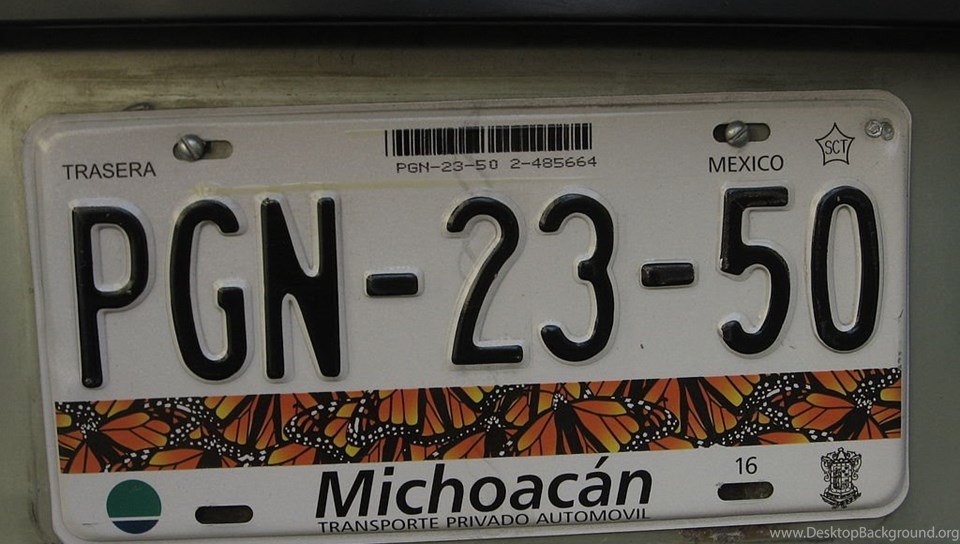 TRASERA
PGN-23-50 2-485664
MEXICO
SCT
PGN-23-50
Michoacán
16
TRANSPORTE PRIVADO AUTOMOVIL
www.DesktopBackground.org